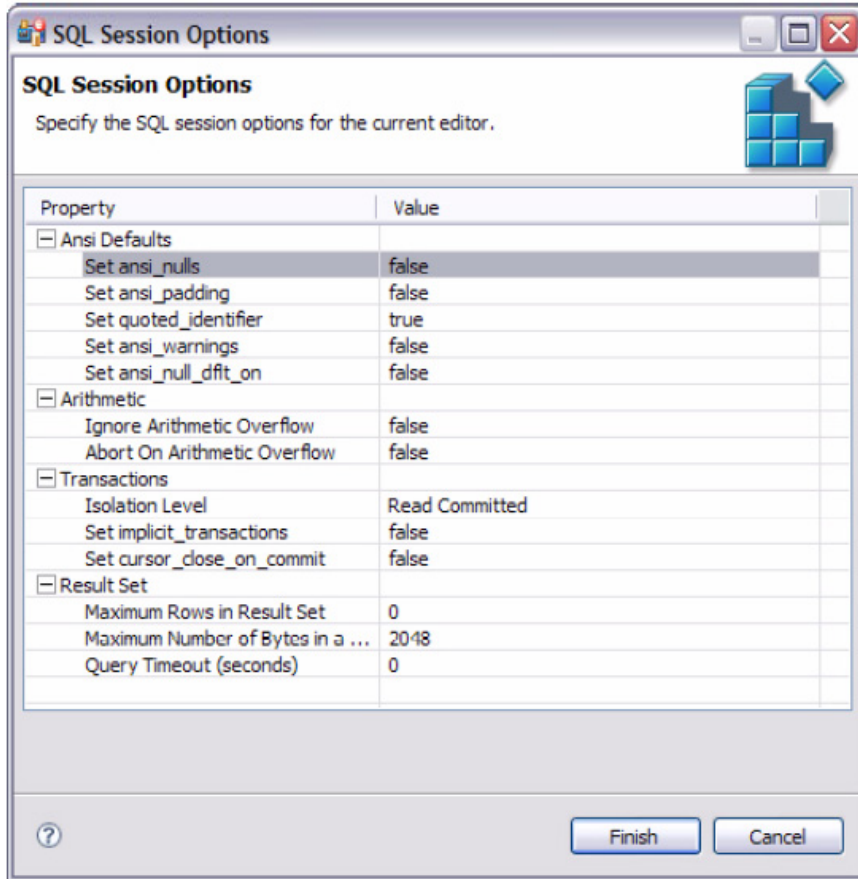 SQL Session Options
SQL Session Options
Specify the SQL session options for the current editor.
Property Value
Ansi Defaults
Set ansi_nulls false
Set ansi_padding false
Set quoted_identifier true
Set ansi_warnings false
Set ansi_null_dflt_on false
Arithmetic
Ignore Arithmetic Overflow false
Abort On Arithmetic Overflow false
Transactions
Isolation Level Read Committed
Set implicit_transactions false
Set cursor_close_on_commit false
Result Set
Maximum Rows in Result Set 0
Maximum Number of Bytes in a ... 2048
Query Timeout (seconds) 0
? Finish Cancel